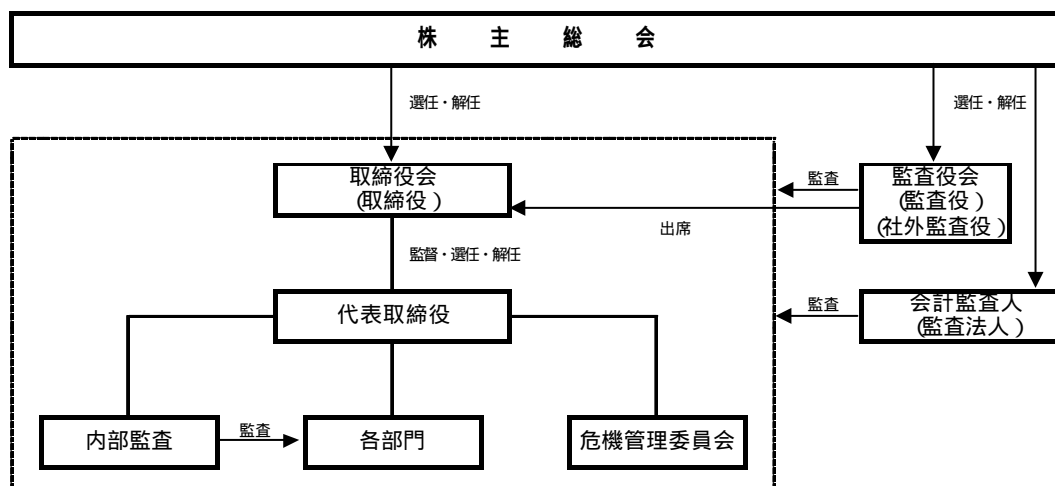 株 主 総 会
選任・解任
選任・解任
取締役会
(取締役)
監査
監査役会
(監査役)
(社外監査役)
出席
監督・選任・解任
代表取締役
監査
会計監査人
(監査法人)
内部監査
監査
各部門
危機管理委員会